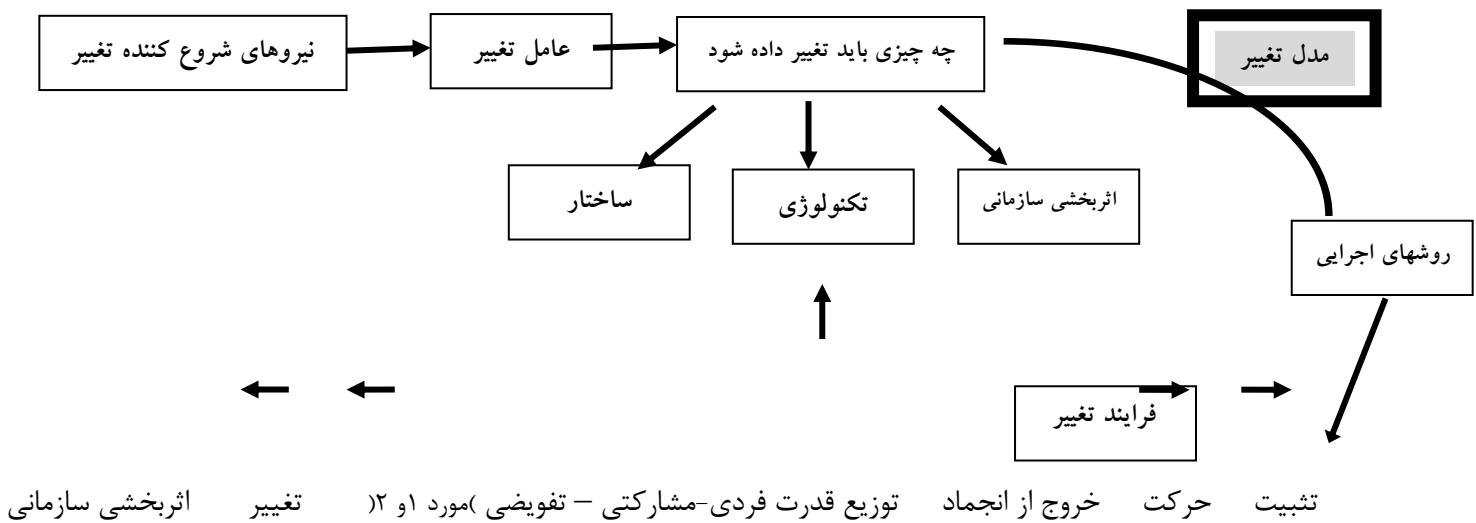 نیروهای شروع کننده تغییر
عامل تغییر
چه چیزی باید تغییر داده شود
مدل تغییر
ساختار
تکنولوژی
اثربخشی سازمانی
روشهای اجرایی
فرایند تغییر
تثبیت حرکت خروج از انجماد توزیع قدرت فردی-مشارکتی – تفویضی )مورد ۱و ۲( تغییر اثربخشی سازمانی